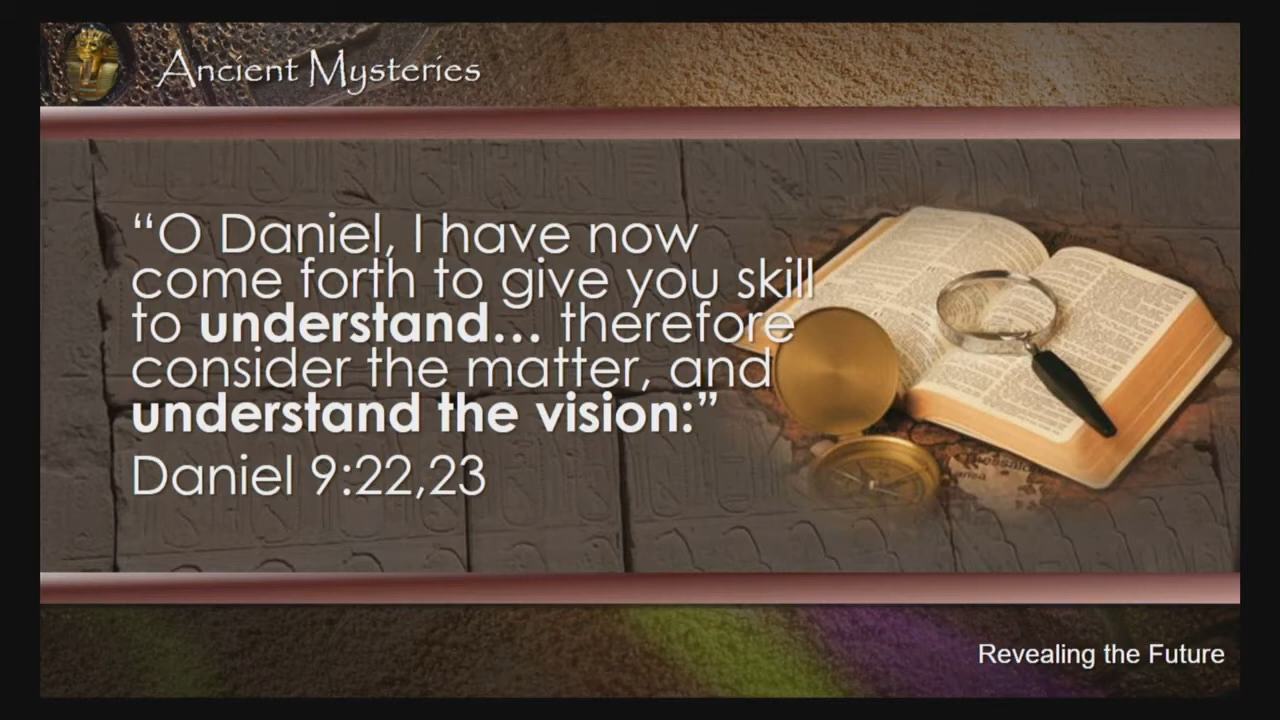 Ancient Mysteries
“O Daniel, I have now
come forth to give you skill
to understand... therefore
consider the matter, and
understand the vision:”
Daniel 9:22,23
Revealing the Future